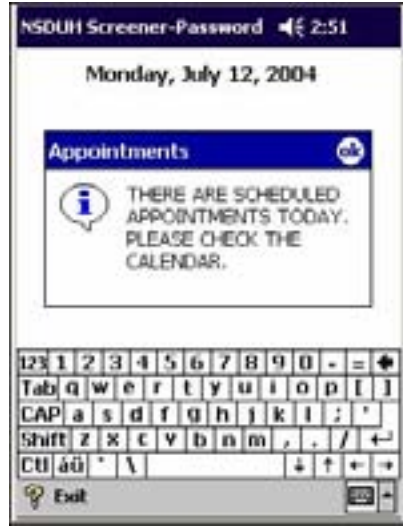 NSDUH Screener-Password 2:51
Monday, July 12, 2004
Appointments ok
THERE ARE SCHEDULED
APPOINTMENTS TODAY.
PLEASE CHECK THE
CALENDAR.
123 1 2 3 4 5 6 7 8 9 0 - =
Tab q w e r t y u i o p [ ]
CAP a s d f g h j k l ; '
Shift z x c v b n m , . /
Ctl áü ` \
Exit